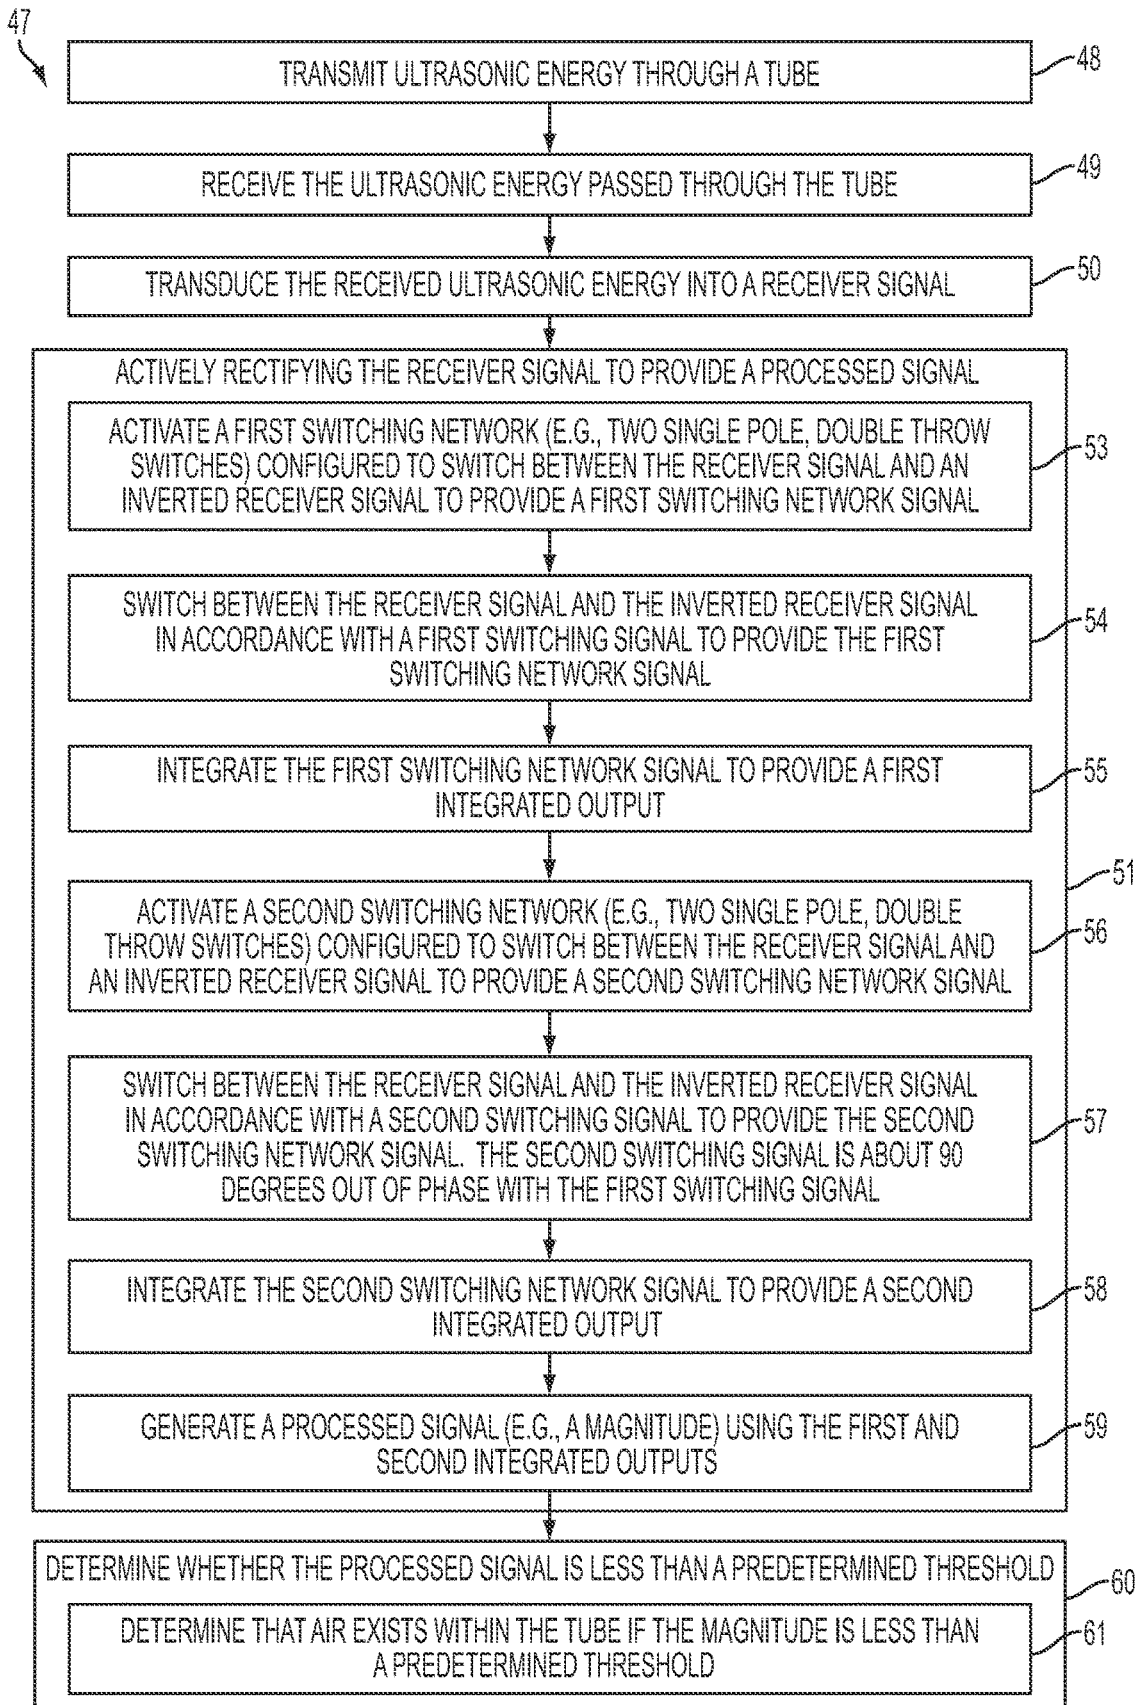 47
TRANSMIT ULTRASONIC ENERGY THROUGH A TUBE
48
RECEIVE THE ULTRASONIC ENERGY PASSED THROUGH THE TUBE
49
TRANSDUCE THE RECEIVED ULTRASONIC ENERGY INTO A RECEIVER SIGNAL
50
ACTIVELY RECTIFYING THE RECEIVER SIGNAL TO PROVIDE A PROCESSED SIGNAL
ACTIVATE A FIRST SWITCHING NETWORK (E.G., TWO SINGLE POLE, DOUBLE THROW
SWITCHES) CONFIGURED TO SWITCH BETWEEN THE RECEIVER SIGNAL AND AN
INVERTED RECEIVER SIGNAL TO PROVIDE A FIRST SWITCHING NETWORK SIGNAL
53
SWITCH BETWEEN THE RECEIVER SIGNAL AND THE INVERTED RECEIVER SIGNAL
IN ACCORDANCE WITH A FIRST SWITCHING SIGNAL TO PROVIDE THE FIRST
SWITCHING NETWORK SIGNAL
54
INTEGRATE THE FIRST SWITCHING NETWORK SIGNAL TO PROVIDE A FIRST
INTEGRATED OUTPUT
55
51
ACTIVATE A SECOND SWITCHING NETWORK (E.G., TWO SINGLE POLE, DOUBLE
THROW SWITCHES) CONFIGURED TO SWITCH BETWEEN THE RECEIVER SIGNAL AND
AN INVERTED RECEIVER SIGNAL TO PROVIDE A SECOND SWITCHING NETWORK SIGNAL
56
SWITCH BETWEEN THE RECEIVER SIGNAL AND THE INVERTED RECEIVER SIGNAL
IN ACCORDANCE WITH A SECOND SWITCHING SIGNAL TO PROVIDE THE SECOND
SWITCHING NETWORK SIGNAL. THE SECOND SWITCHING SIGNAL IS ABOUT 90
DEGREES OUT OF PHASE WITH THE FIRST SWITCHING SIGNAL
57
INTEGRATE THE SECOND SWITCHING NETWORK SIGNAL TO PROVIDE A SECOND
INTEGRATED OUTPUT
58
GENERATE A PROCESSED SIGNAL (E.G., A MAGNITUDE) USING THE FIRST AND
SECOND INTEGRATED OUTPUTS
59
DETERMINE WHETHER THE PROCESSED SIGNAL IS LESS THAN A PREDETERMINED THRESHOLD
60
DETERMINE THAT AIR EXISTS WITHIN THE TUBE IF THE MAGNITUDE IS LESS THAN
A PREDETERMINED THRESHOLD
61